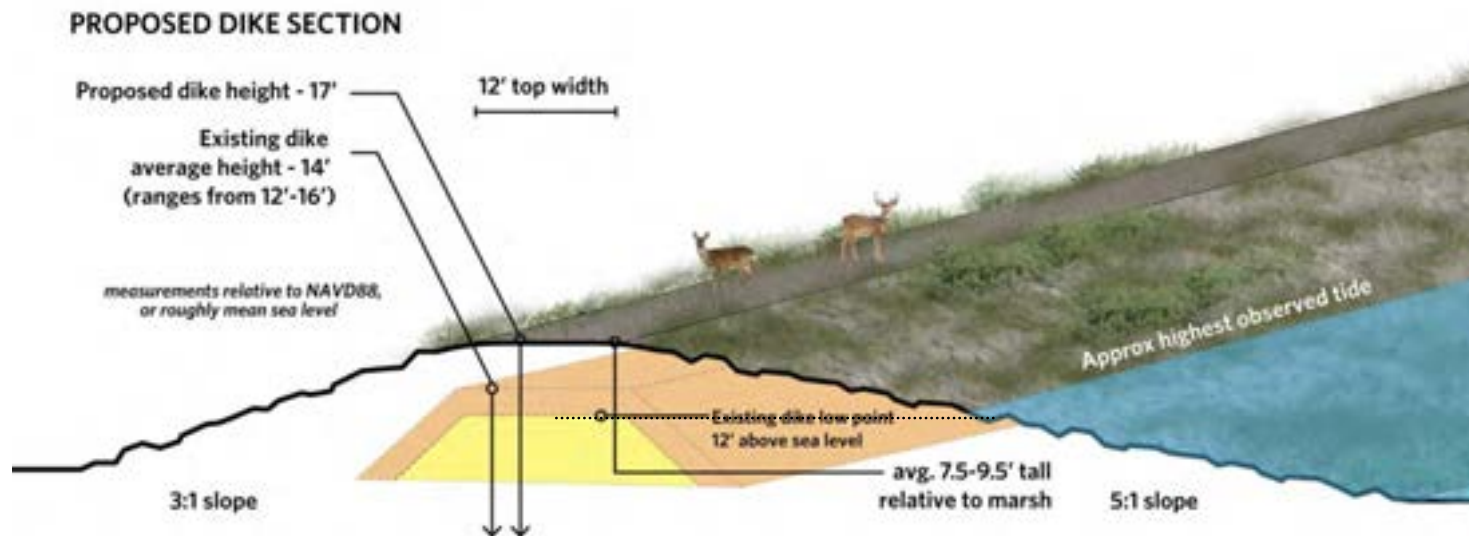 PROPOSED DIKE SECTION
Proposed dike height - 17'
12' top width
Existing dike
average height - 14'
(ranges from 12'-16')
measurements relative to NAVD88,
or roughly mean sea level
Approx highest observed tide
Existing dike low point
12' above sea level
avg. 7.5-9.5' tall
relative to marsh
3:1 slope
5:1 slope